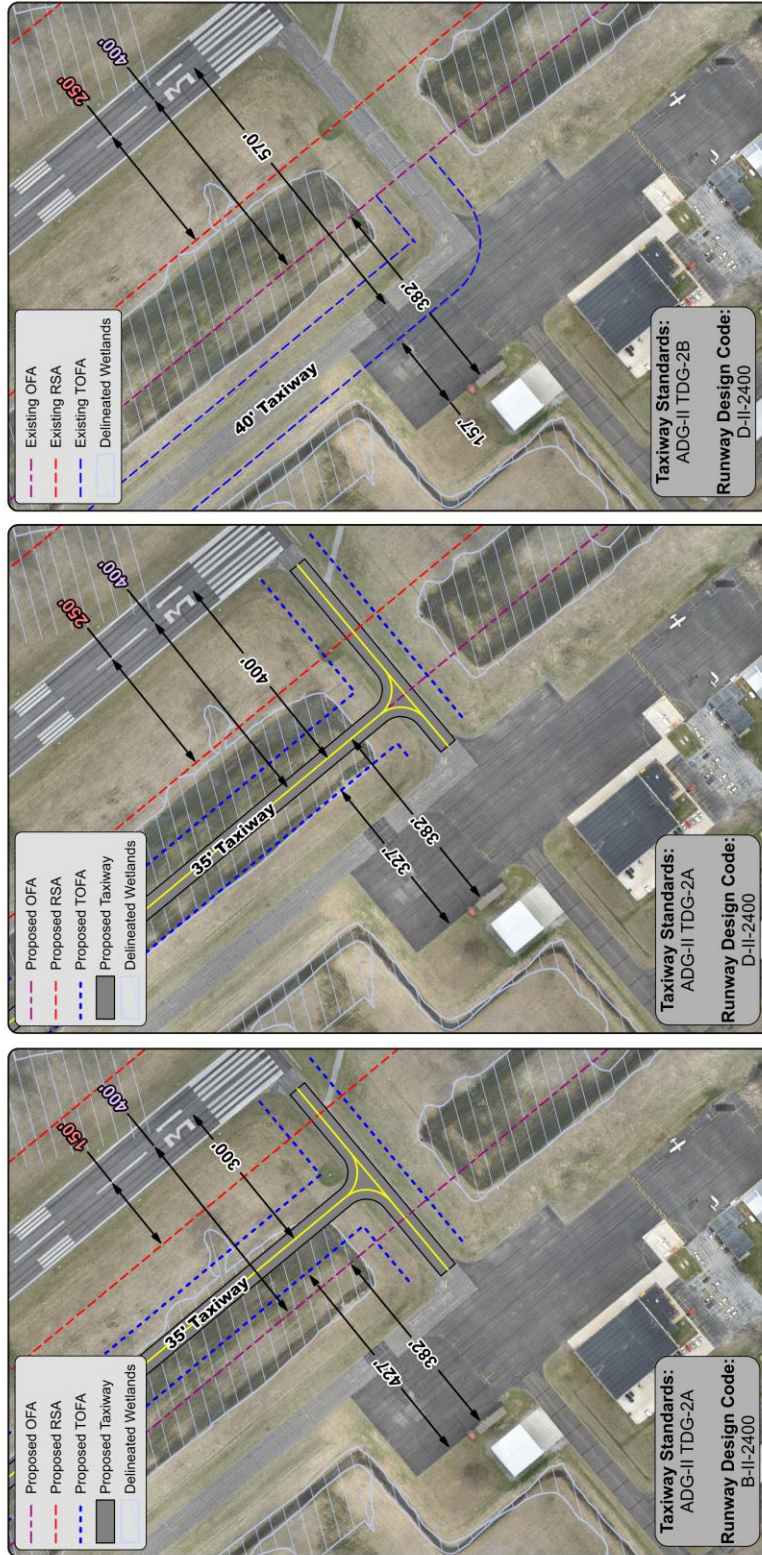 Proposed OFA
Proposed RSA
Proposed TOFA
Proposed Taxiway
Delineated Wetlands
150'
400'
300'
35' Taxiway
427'
382'
Taxiway Standards:
ADG-II TDG-2A
Runway Design Code:
B-II-2400
Proposed OFA
Proposed RSA
Proposed TOFA
Proposed Taxiway
Delineated Wetlands
250'
400'
400'
35' Taxiway
327'
382'
Taxiway Standards:
ADG-II TDG-2A
Runway Design Code:
D-II-2400
Existing OFA
Existing RSA
Existing TOFA
Delineated Wetlands
250'
400'
570'
40' Taxiway
382'
157'
Taxiway Standards:
ADG-II TDG-2B
Runway Design Code:
D-II-2400